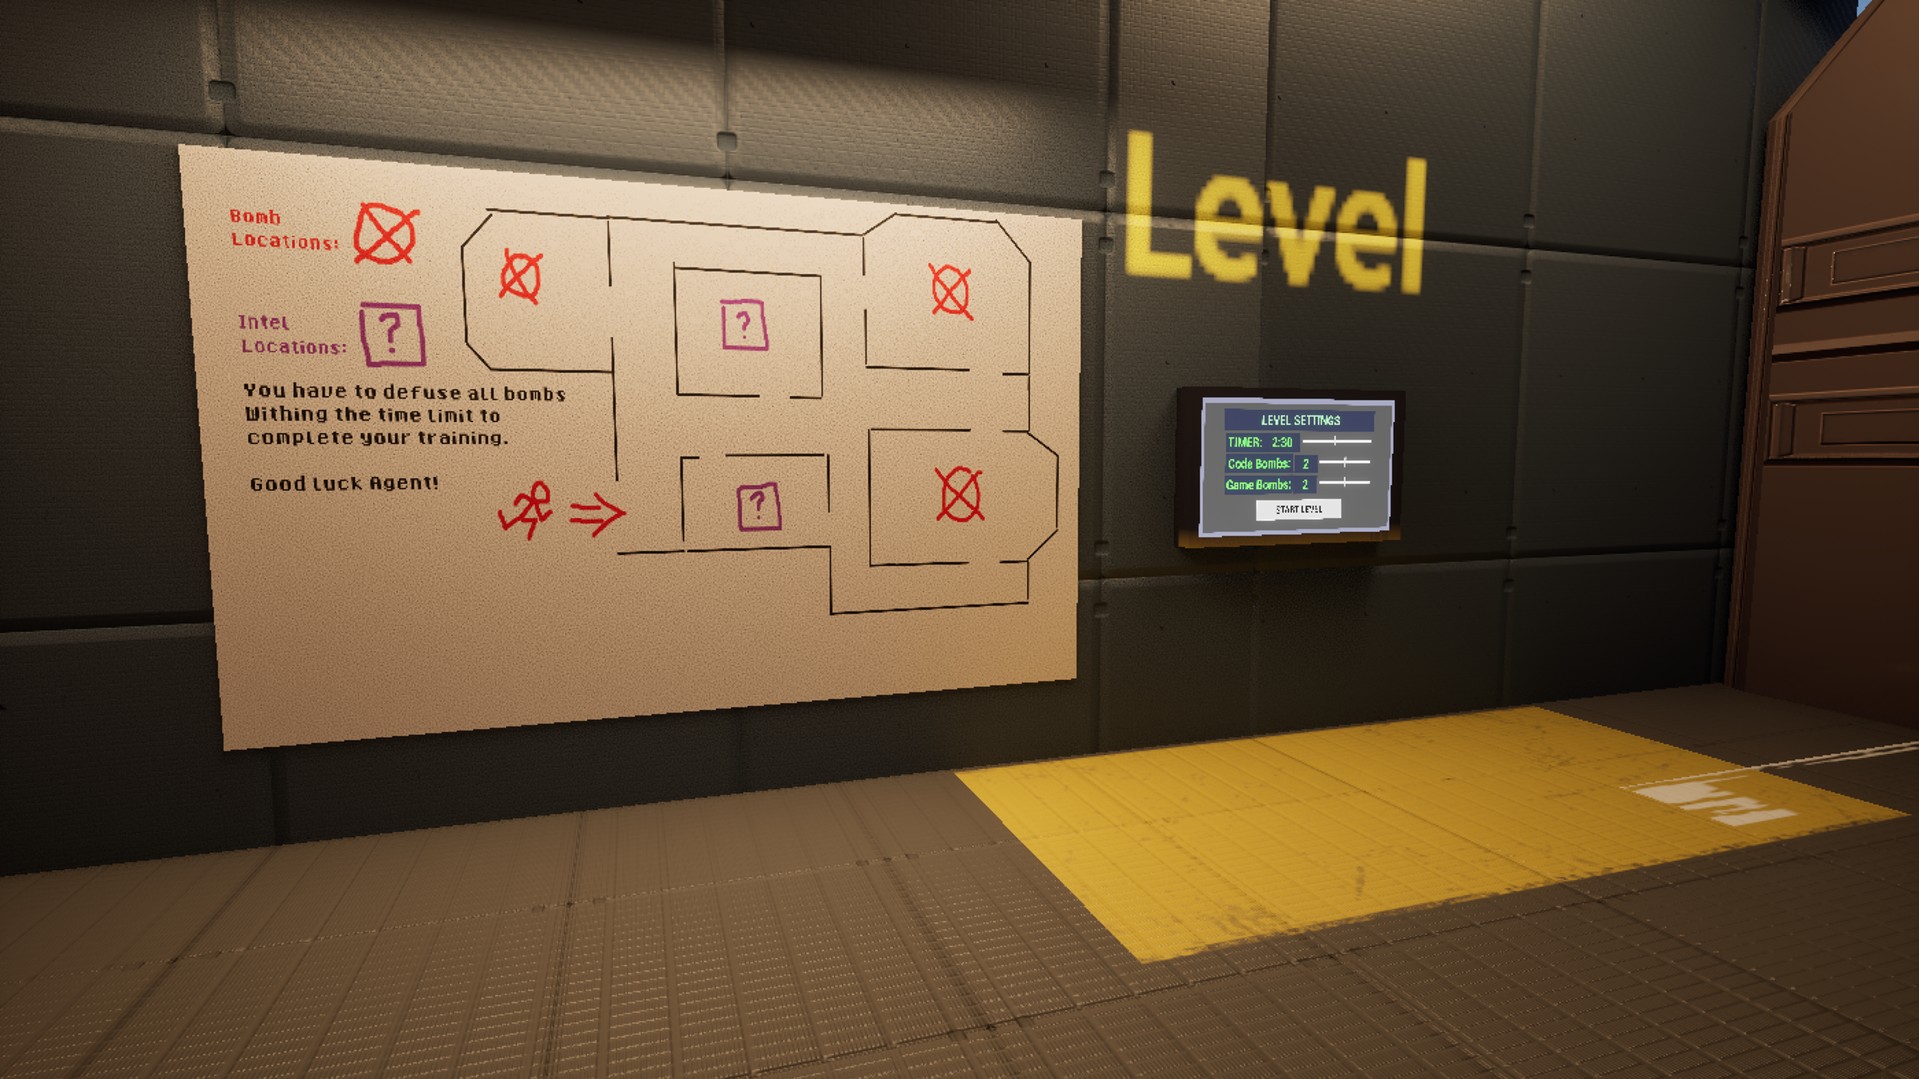 Bomb
Locations:
Intel
Locations:
You have to defuse all bombs
Withing the time limit to
complete your training.
Good Luck Agent!
?
?
?
Level
LEVEL SETTINGS
TIMER: 2:30
Code Bombs: 2
Game Bombs: 2
START LEVEL